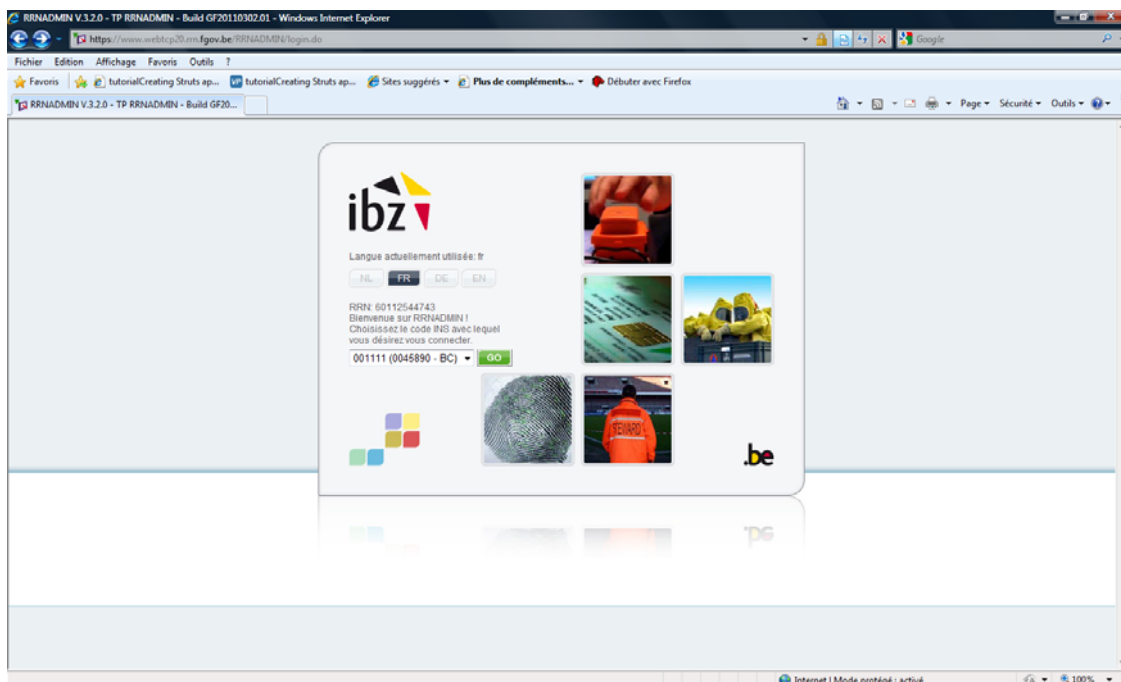 RRNADMIN V.3.2.0 - TP RRNADMIN - Build GF20110302.01 - Windows Internet Explorer
https://www.webtcp20.rrn.fgov.be/RRNADMIN/login.do
Google
Fichier Edition Affichage Favoris Outils ?
Favoris tutorialCreating Struts ap... tutorialCreating Struts ap... Sites suggérés Plus de compléments... Débuter avec Firefox
RRNADMIN V.3.2.0 - TP RRNADMIN - Build GF20...
Page Sécurité Outils
ibz
Langue actuellement utilisée: fr
NL FR DE EN
RRN: 60112544743
Bienvenue sur RRNADMIN !
Choisissez le code INS avec lequel
vous désirez vous connecter.
001111 (0045890 - BC) GO
STEWARD
.be
Internet | Mode protégé : activé
100%